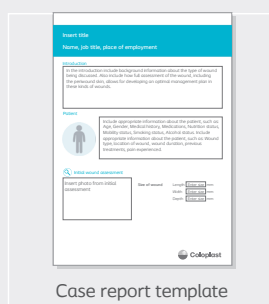 Insert title
Name, job title, place of employment
Introduction
In the introduction include background information about the type of wound
being discussed. Also include how full assessment of the wound, including
the periwound skin, allows for developing an optimal management plan in
these kinds of wounds.
Patient
Include appropriate information about the patient, such as:
Age, Gender, Medical history, Medications, Nutrition status,
Mobility status, Smoking status, Alcohol status. Include
appropriate information about the patient, such as: Wound
type, location of wound, wound duration, previous
treatments, pain experienced.
Initial wound assessment
Insert photo from initial
assessment
Size of wound
Length: Enter size mm
Width: Enter size mm
Depth: Enter size mm
Coloplast
Case report template